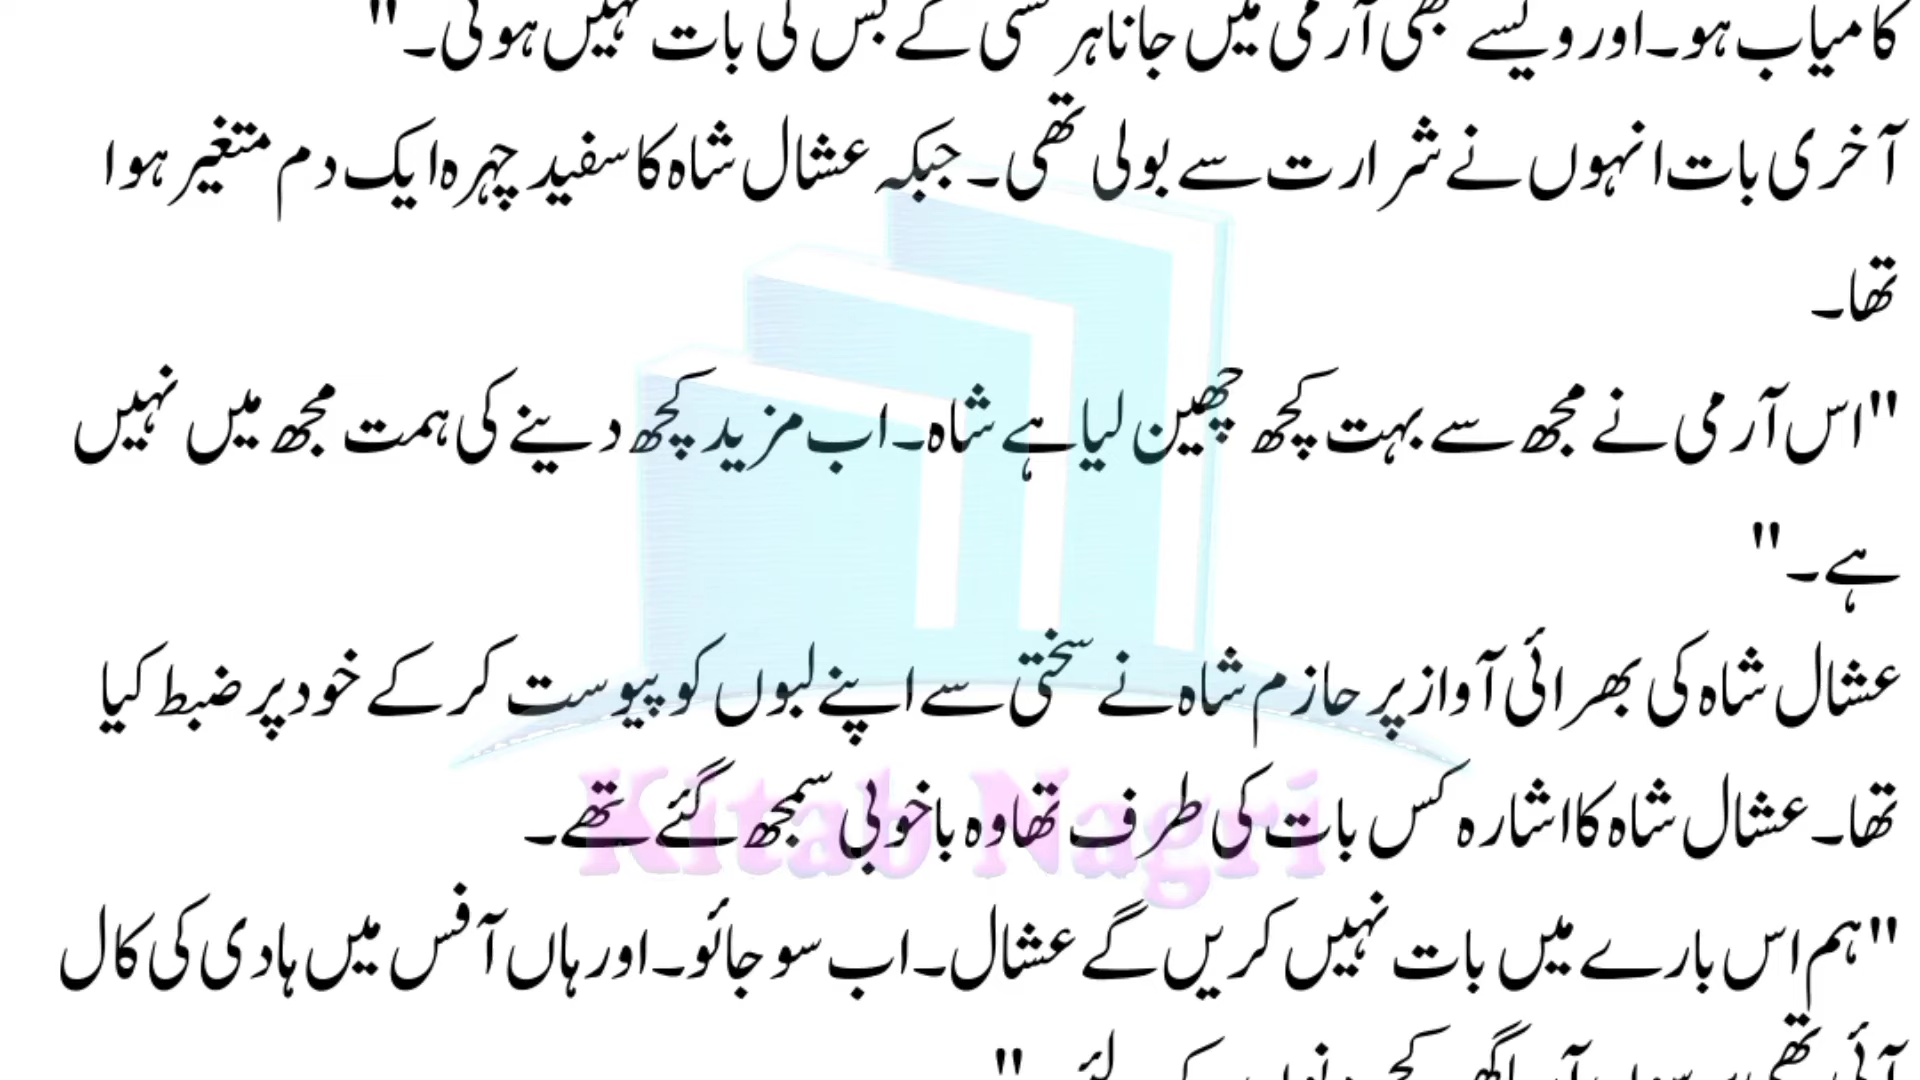 کامیاب ہو۔ اور ویسے بھی آرمی میں جانا ہر کسی کے بس کی بات نہیں ہوتی۔"
آخری بات انہوں نے شرارت سے بولی تھی۔ جبکہ عشال شاہ کا سفید چہرہ ایک دم متغیر ہوا
تھا۔
"اس آرمی نے مجھ سے بہت کچھ چھین لیا ہے شاہ۔ اب مزید کچھ دینے کی ہمت مجھ میں نہیں
ہے۔"
عشال شاہ کی بھرائی آواز پر حازم شاہ نے سختی سے اپنے لبوں کو پیوست کر کے خود پر ضبط کیا
تھا۔ عشال شاہ کا اشارہ کس بات کی طرف تھا وہ باخوبی سمجھ گئے تھے۔
Kitab Nagri
"ہم اس بارے میں بات نہیں کریں گے عشال۔ اب سو جائو۔ اور ہاں آفس میں ہادی کی کال
آئی تھی